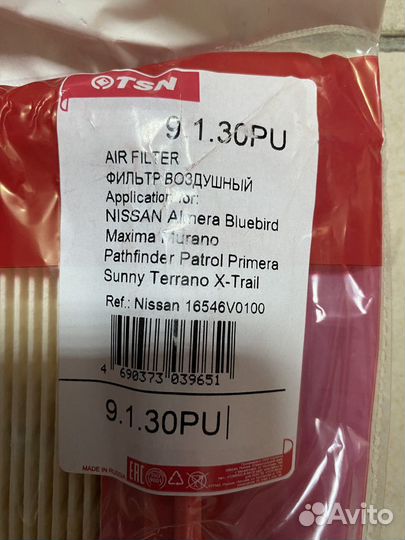 TSN
9.1.30PU
AIR FILTER
ФИЛЬТР ВОЗДУШНЫЙ
Application for:
NISSAN Almera Bluebird
Maxima Murano
Pathfinder Patrol Primera
Sunny Terrano X-Trail
Ref.: Nissan 16546V0100
4 690373 039651
9.1.30PU
MADE IN RUSSIA
EAC
Avito